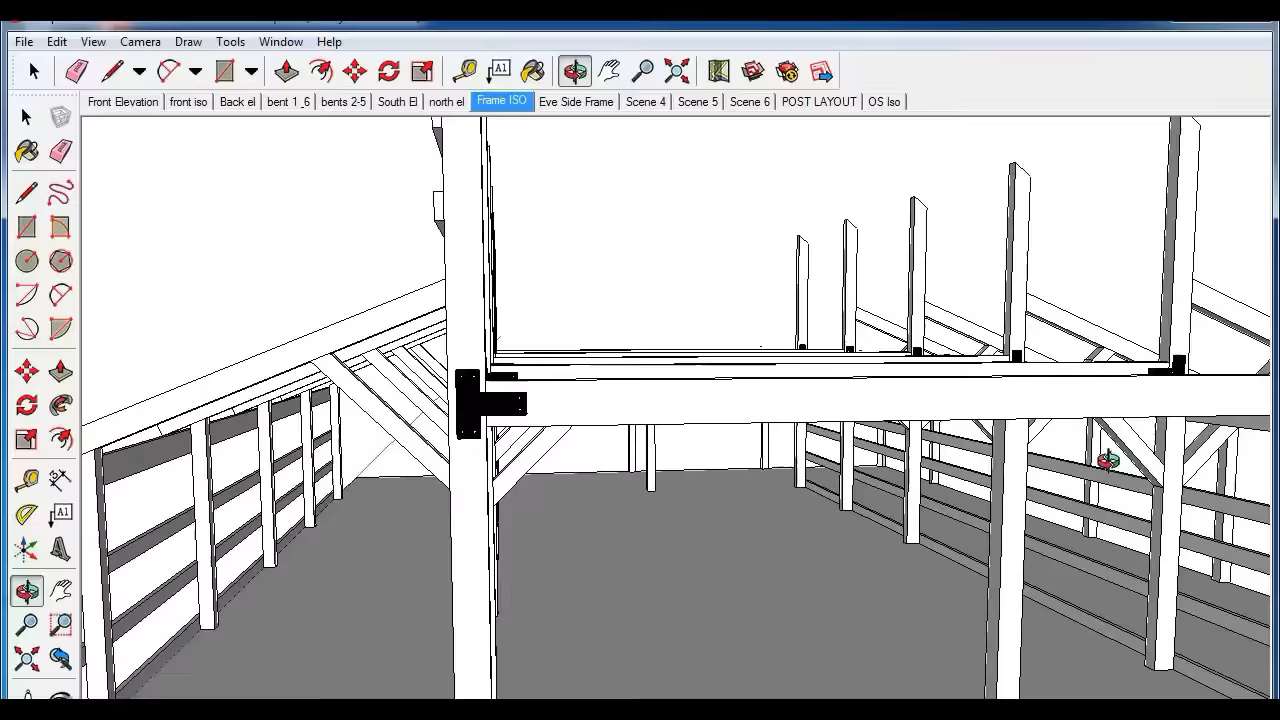 File Edit View Camera Draw Tools Window Help
A1
Front Elevation front iso Back el bent 1_6 bents 2-5 South El north el Frame ISO Eve Side Frame Scene 4 Scene 5 Scene 6 POST LAYOUT OS Iso
A1